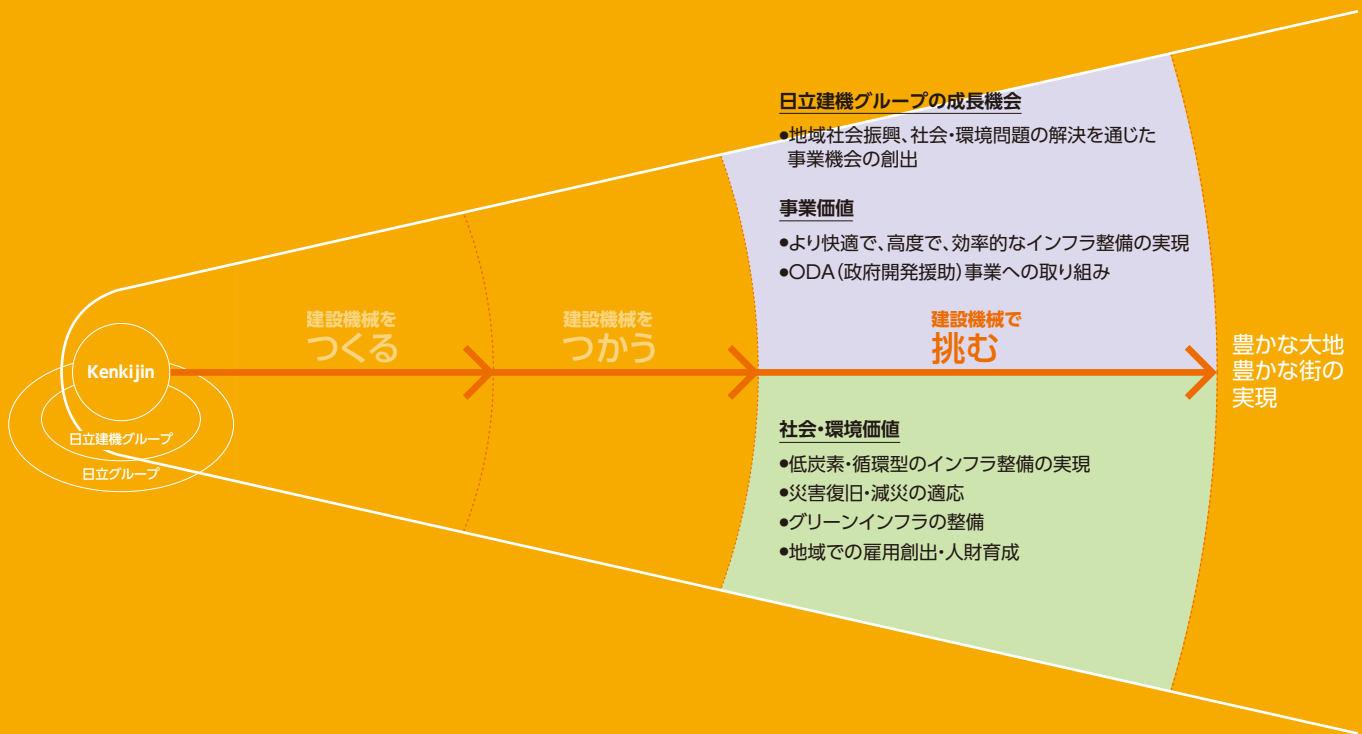 Kenkijin
日立建機グループ
日立グループ
建設機械を
つくる
建設機械を
つかう
日立建機グループの成長機会
●地域社会振興、社会・環境問題の解決を通じた
事業機会の創出
事業価値
●より快適で、高度で、効率的なインフラ整備の実現
●ODA(政府開発援助)事業への取り組み
建設機械で
挑む
社会・環境価値
●低炭素・循環型のインフラ整備の実現
●災害復旧・減災の適応
●グリーンインフラの整備
●地域での雇用創出・人財育成
豊かな大地
豊かな街の
実現